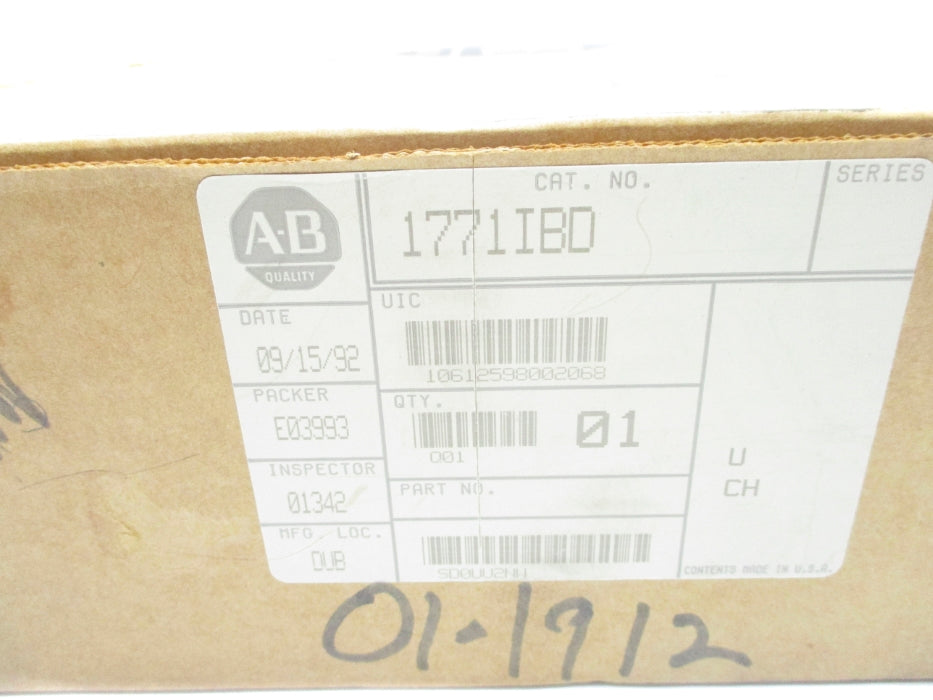 CAT. NO.
SERIES
A-B
QUALITY
1771IBD
DATE
09/15/92
UIC
10612598002068
PACKER
E03993
QTY.
001
01
INSPECTOR
01342
PART NO.
U
CH
MFG. LOC.
DUB
CONTENTS MADE IN U.S.A.
01-1912